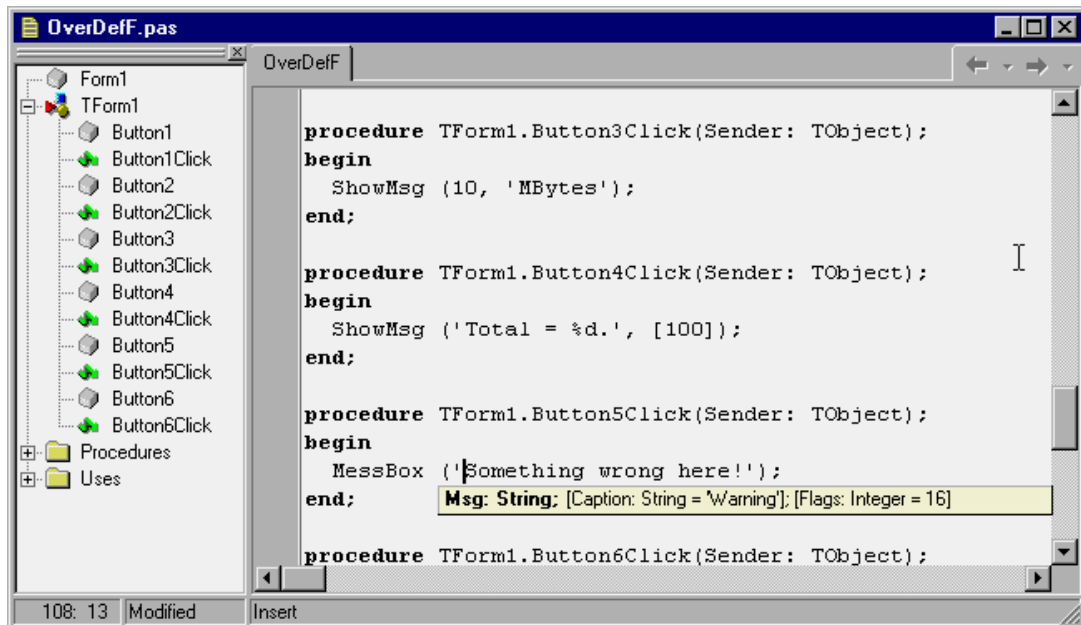 OverDefF.pas
Form1
TForm1
Button1
Button1Click
Button2
Button2Click
Button3
Button3Click
Button4
Button4Click
Button5
Button5Click
Button6
Button6Click
Procedures
Uses
OverDefF
procedure TForm1.Button3Click(Sender: TObject);
begin
ShowMsg (10, 'MBytes');
end;
procedure TForm1.Button4Click(Sender: TObject);
begin
ShowMsg ('Total = %d.', [100]);
end;
procedure TForm1.Button5Click(Sender: TObject);
begin
MessBox ('Something wrong here!');
end;
Msg: String; [Caption: String = 'Warning']; [Flags: Integer = 16]
procedure TForm1.Button6Click(Sender: TObject);
108: 13 Modified Insert